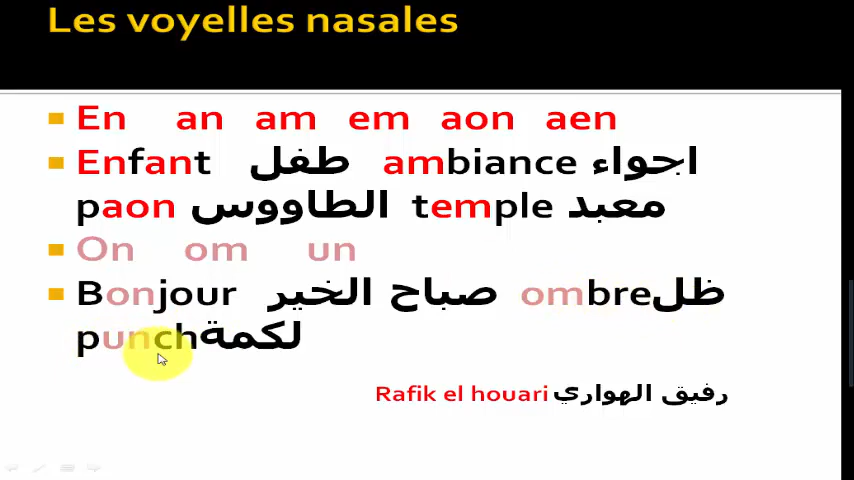 Les voyelles nasales
En an am em aon aen
Enfant طفل ambiance اجواء
paon الطاووس temple معبد
On om un
Bonjour صباح الخير ombre ظل
punch لكمة
Rafik el houari رفيق الهواري